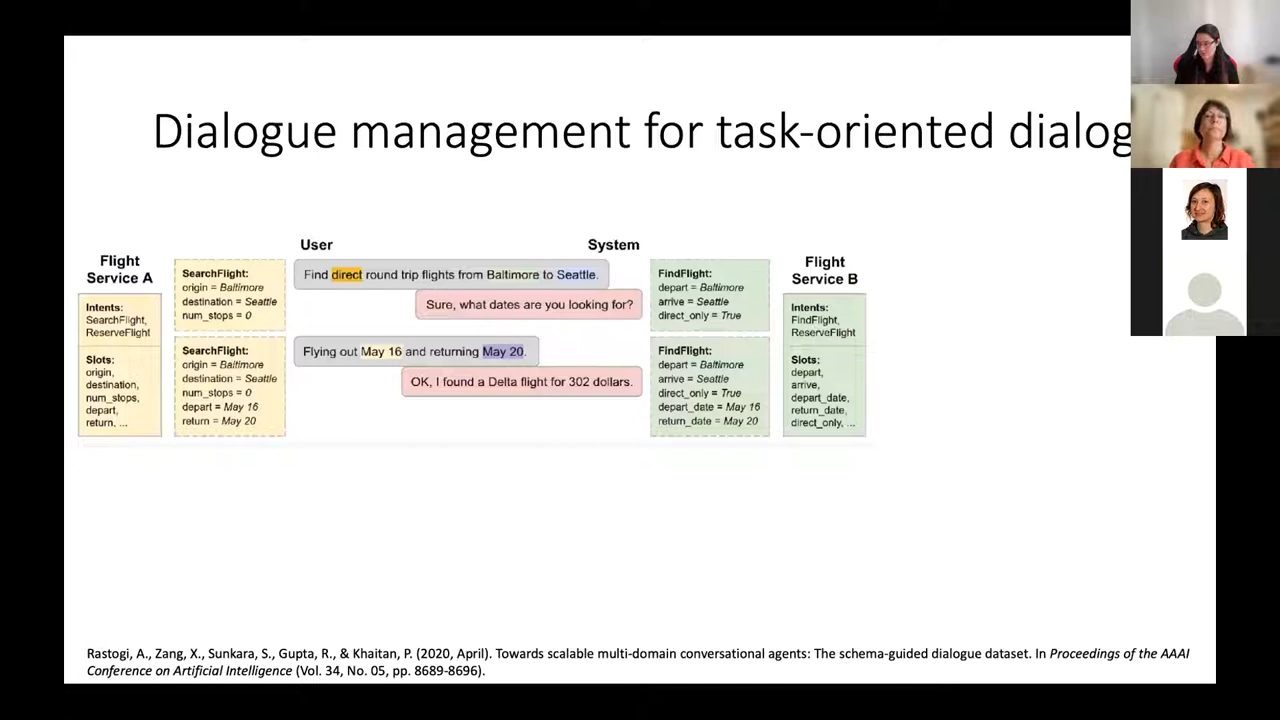 Dialogue management for task-oriented dialog
User
System
Flight
Service A
Intents:
SearchFlight,
ReserveFlight
Slots:
origin,
destination,
num_stops,
depart,
return, ...
SearchFlight:
origin = Baltimore
destination = Seattle
num_stops = 0
SearchFlight:
origin = Baltimore
destination = Seattle
num_stops = 0
depart = May 16
return = May 20
Find direct round trip flights from Baltimore to Seattle.
Sure, what dates are you looking for?
Flying out May 16 and returning May 20.
OK, I found a Delta flight for 302 dollars.
FindFlight:
depart = Baltimore
arrive = Seattle
direct_only = True
FindFlight:
depart = Baltimore
arrive = Seattle
direct_only = True
depart_date = May 16
return_date = May 20
Flight
Service B
Intents:
FindFlight,
ReserveFlight
Slots:
depart,
arrive,
depart_date,
return_date,
direct_only, ...
Rastogi, A., Zang, X., Sunkara, S., Gupta, R., & Khaitan, P. (2020, April). Towards scalable multi-domain conversational agents: The schema-guided dialogue dataset. In Proceedings of the AAAI
Conference on Artificial Intelligence (Vol. 34, No. 05, pp. 8689-8696).